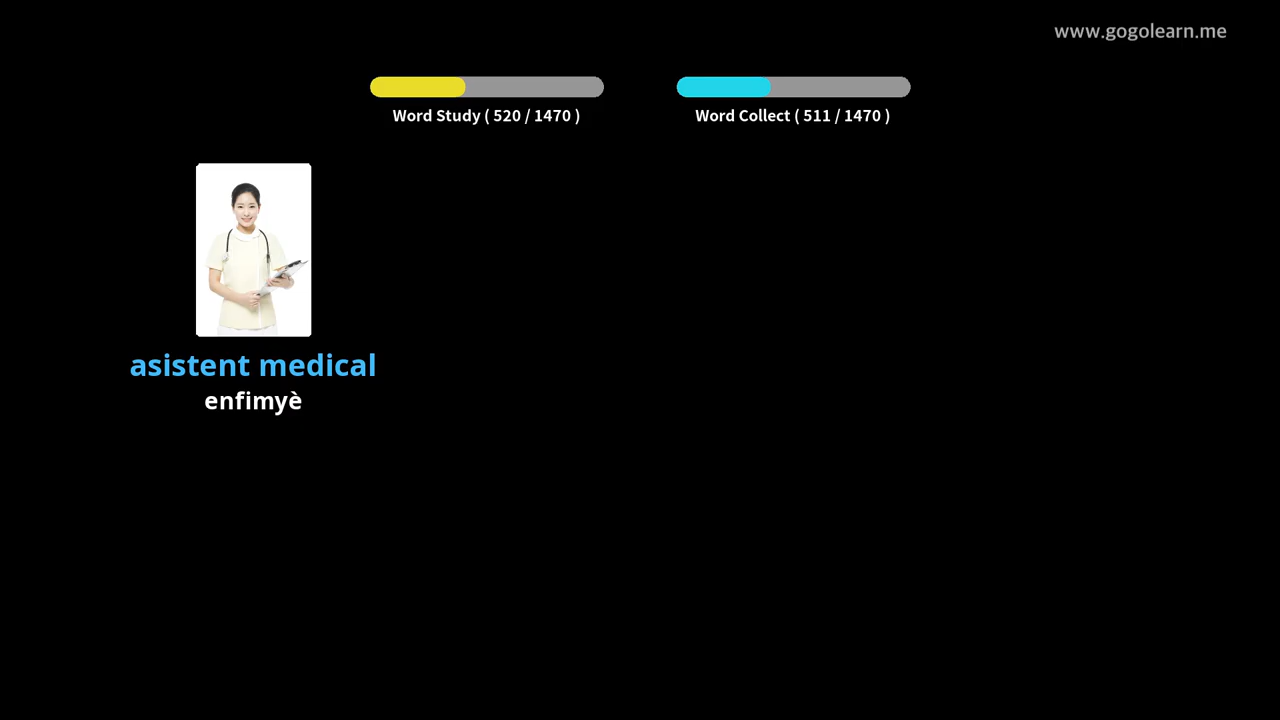 www.gogolearn.me
Word Study ( 520 / 1470 )
Word Collect ( 511 / 1470 )
asistent medical
enfimyè